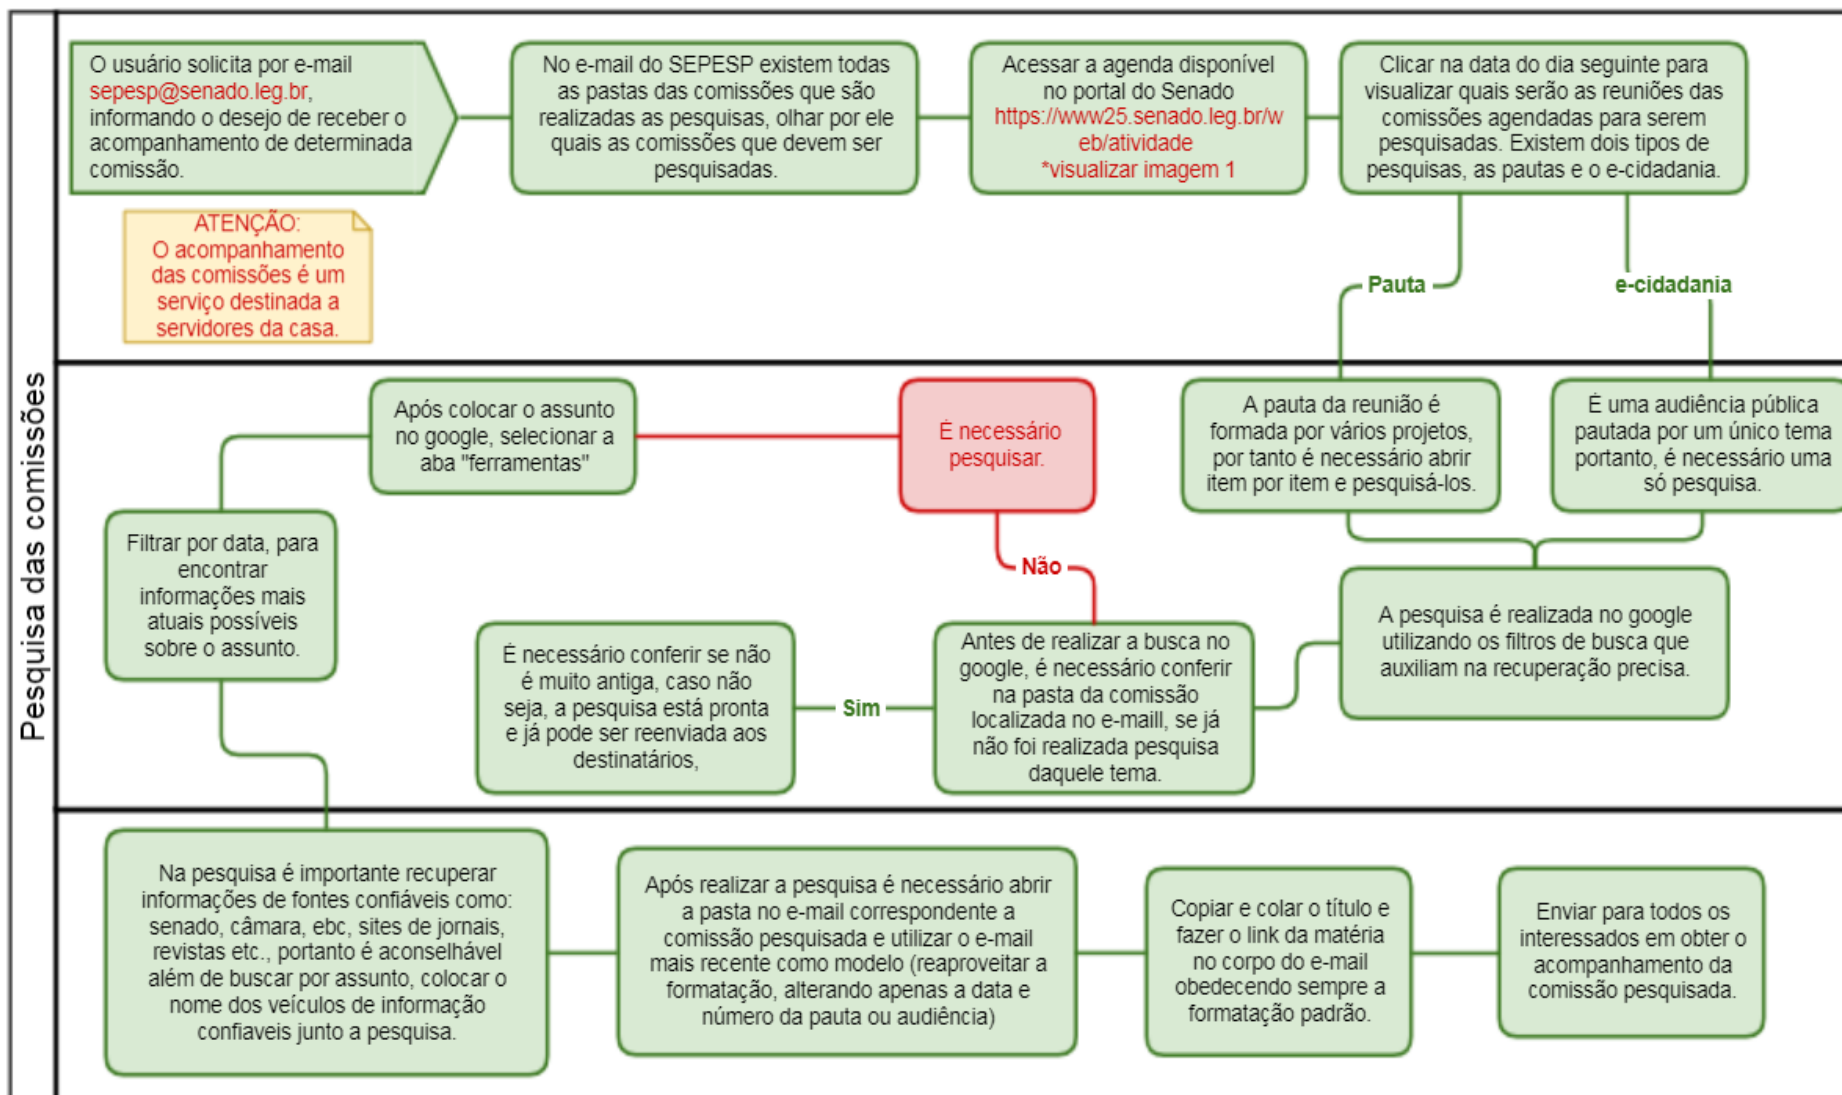 Pesquisa das comissões
O usuário solicita por e-mail
sepesp@senado.leg.br,
informando o desejo de receber o
acompanhamento de determinada
comissão.
No e-mail do SEPESP existem todas
as pastas das comissões que são
realizadas as pesquisas, olhar por ele
quais as comissões que devem ser
pesquisadas.
Acessar a agenda disponível
no portal do Senado
https://www25.senado.leg.br/w
eb/atividade
*visualizar imagem 1
Clicar na data do dia seguinte para
visualizar quais serão as reuniões das
comissões agendadas para serem
pesquisadas. Existem dois tipos de
pesquisas, as pautas e o e-cidadania.
ATENÇÃO:
O acompanhamento
das comissões é um
serviço destinada a
servidores da casa.
Pauta
e-cidadania
A pauta da reunião é
formada por vários projetos,
por tanto é necessário abrir
item por item e pesquisá-los.
É uma audiência pública
pautada por um único tema
portanto, é necessário uma
só pesquisa.
A pesquisa é realizada no google
utilizando os filtros de busca que
auxiliam na recuperação precisa.
Antes de realizar a busca no
google, é necessário conferir
na pasta da comissão
localizada no e-maill, se já
não foi realizada pesquisa
daquele tema.
Sim
É necessário conferir se não
é muito antiga, caso não
seja, a pesquisa está pronta
e já pode ser reenviada aos
destinatários,
Não
É necessário
pesquisar.
Após colocar o assunto
no google, selecionar a
aba "ferramentas"
Filtrar por data, para
encontrar
informações mais
atuais possíveis
sobre o assunto.
Na pesquisa é importante recuperar
informações de fontes confiáveis como:
senado, câmara, ebc, sites de jornais,
revistas etc., portanto é aconselhável
além de buscar por assunto, colocar o
nome dos veículos de informação
confiaveis junto a pesquisa.
Após realizar a pesquisa é necessário abrir
a pasta no e-mail correspondente a
comissão pesquisada e utilizar o e-mail
mais recente como modelo (reaproveitar a
formatação, alterando apenas a data e
número da pauta ou audiência)
Copiar e colar o título e
fazer o link da matéria
no corpo do e-mail
obedecendo sempre a
formatação padrão.
Enviar para todos os
interessados em obter o
acompanhamento da
comissão pesquisada.